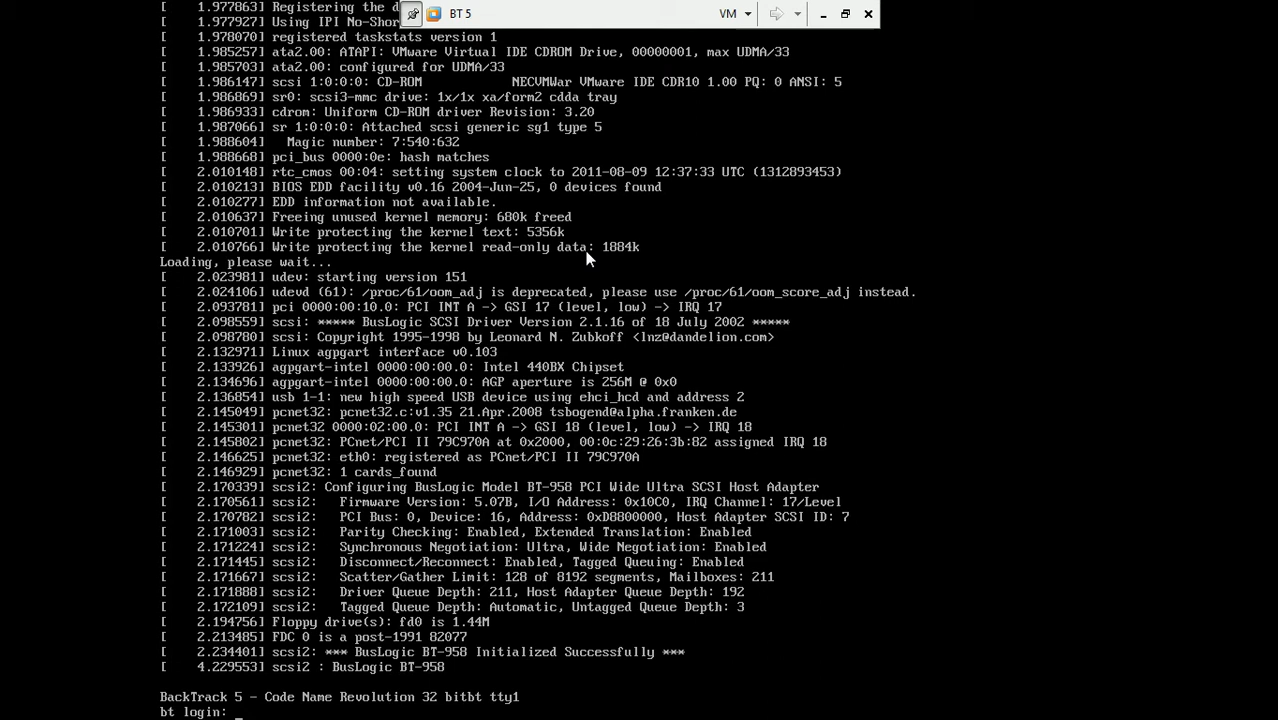 [    1.977863] Registering the d
BT 5
VM
[    1.977927] Using IPI No-Shor
[    1.978070] registered taskstats version 1
[    1.985257] ata2.00: ATAPI: VMware Virtual IDE CDROM Drive, 00000001, max UDMA/33
[    1.985703] ata2.00: configured for UDMA/33
[    1.986147] scsi 1:0:0:0: CD-ROM            NECVMWar VMware IDE CDR10 1.00 PQ: 0 ANSI: 5
[    1.986869] sr0: scsi3-mmc drive: 1x/1x xa/form2 cdda tray
[    1.986933] cdrom: Uniform CD-ROM driver Revision: 3.20
[    1.987066] sr 1:0:0:0: Attached scsi generic sg1 type 5
[    1.988604]   Magic number: 7:540:632
[    1.988668] pci_bus 0000:0e: hash matches
[    2.010148] rtc_cmos 00:04: setting system clock to 2011-08-09 12:37:33 UTC (1312893453)
[    2.010213] BIOS EDD facility v0.16 2004-Jun-25, 0 devices found
[    2.010277] EDD information not available.
[    2.010637] Freeing unused kernel memory: 680k freed
[    2.010701] Write protecting the kernel text: 5356k
[    2.010766] Write protecting the kernel read-only data: 1884k
Loading, please wait...
[    2.023981] udev: starting version 151
[    2.024106] udevd (61): /proc/61/oom_adj is deprecated, please use /proc/61/oom_score_adj instead.
[    2.093781] pci 0000:00:10.0: PCI INT A -> GSI 17 (level, low) -> IRQ 17
[    2.098559] scsi: ***** BusLogic SCSI Driver Version 2.1.16 of 18 July 2002 *****
[    2.098780] scsi: Copyright 1995-1998 by Leonard N. Zubkoff <lnz@dandelion.com>
[    2.132971] Linux agpgart interface v0.103
[    2.133926] agpgart-intel 0000:00:00.0: Intel 440BX Chipset
[    2.134696] agpgart-intel 0000:00:00.0: AGP aperture is 256M @ 0x0
[    2.136854] usb 1-1: new high speed USB device using ehci_hcd and address 2
[    2.145049] pcnet32: pcnet32.c:v1.35 21.Apr.2008 tsbogend@alpha.franken.de
[    2.145301] pcnet32 0000:02:00.0: PCI INT A -> GSI 18 (level, low) -> IRQ 18
[    2.145802] pcnet32: PCnet/PCI II 79C970A at 0x2000, 00:0c:29:26:3b:82 assigned IRQ 18
[    2.146625] pcnet32: eth0: registered as PCnet/PCI II 79C970A
[    2.146929] pcnet32: 1 cards_found
[    2.170339] scsi2: Configuring BusLogic Model BT-958 PCI Wide Ultra SCSI Host Adapter
[    2.170561] scsi2:   Firmware Version: 5.07B, I/O Address: 0x10C0, IRQ Channel: 17/Level
[    2.170782] scsi2:   PCI Bus: 0, Device: 16, Address: 0xD8800000, Host Adapter SCSI ID: 7
[    2.171003] scsi2:   Parity Checking: Enabled, Extended Translation: Enabled
[    2.171224] scsi2:   Synchronous Negotiation: Ultra, Wide Negotiation: Enabled
[    2.171445] scsi2:   Disconnect/Reconnect: Enabled, Tagged Queuing: Enabled
[    2.171667] scsi2:   Scatter/Gather Limit: 128 of 8192 segments, Mailboxes: 211
[    2.171888] scsi2:   Driver Queue Depth: 211, Host Adapter Queue Depth: 192
[    2.172109] scsi2:   Tagged Queue Depth: Automatic, Untagged Queue Depth: 3
[    2.194756] Floppy drive(s): fd0 is 1.44M
[    2.213485] FDC 0 is a post-1991 82077
[    2.234401] scsi2: *** BusLogic BT-958 Initialized Successfully ***
[    4.229553] scsi2 : BusLogic BT-958
BackTrack 5 - Code Name Revolution 32 bitbt tty1
bt login: _